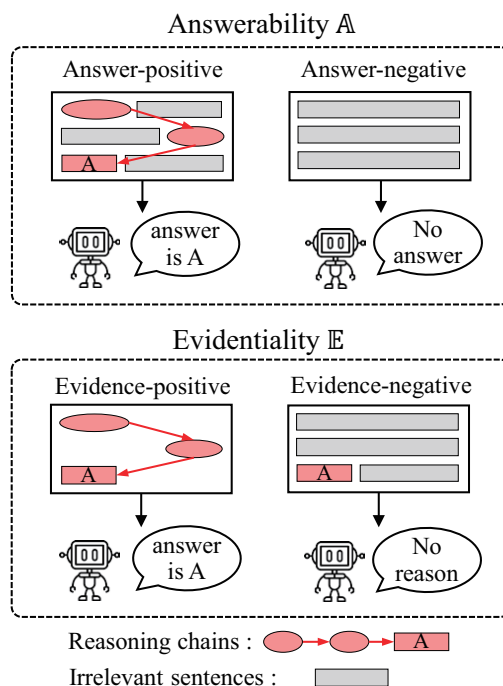 Answerability 𝔸
Answer-positive Answer-negative
A
answer
is A
No
answer
Evidentiality 𝔼
Evidence-positive Evidence-negative
A A
answer
is A
No
reason
Reasoning chains : A
Irrelevant sentences :